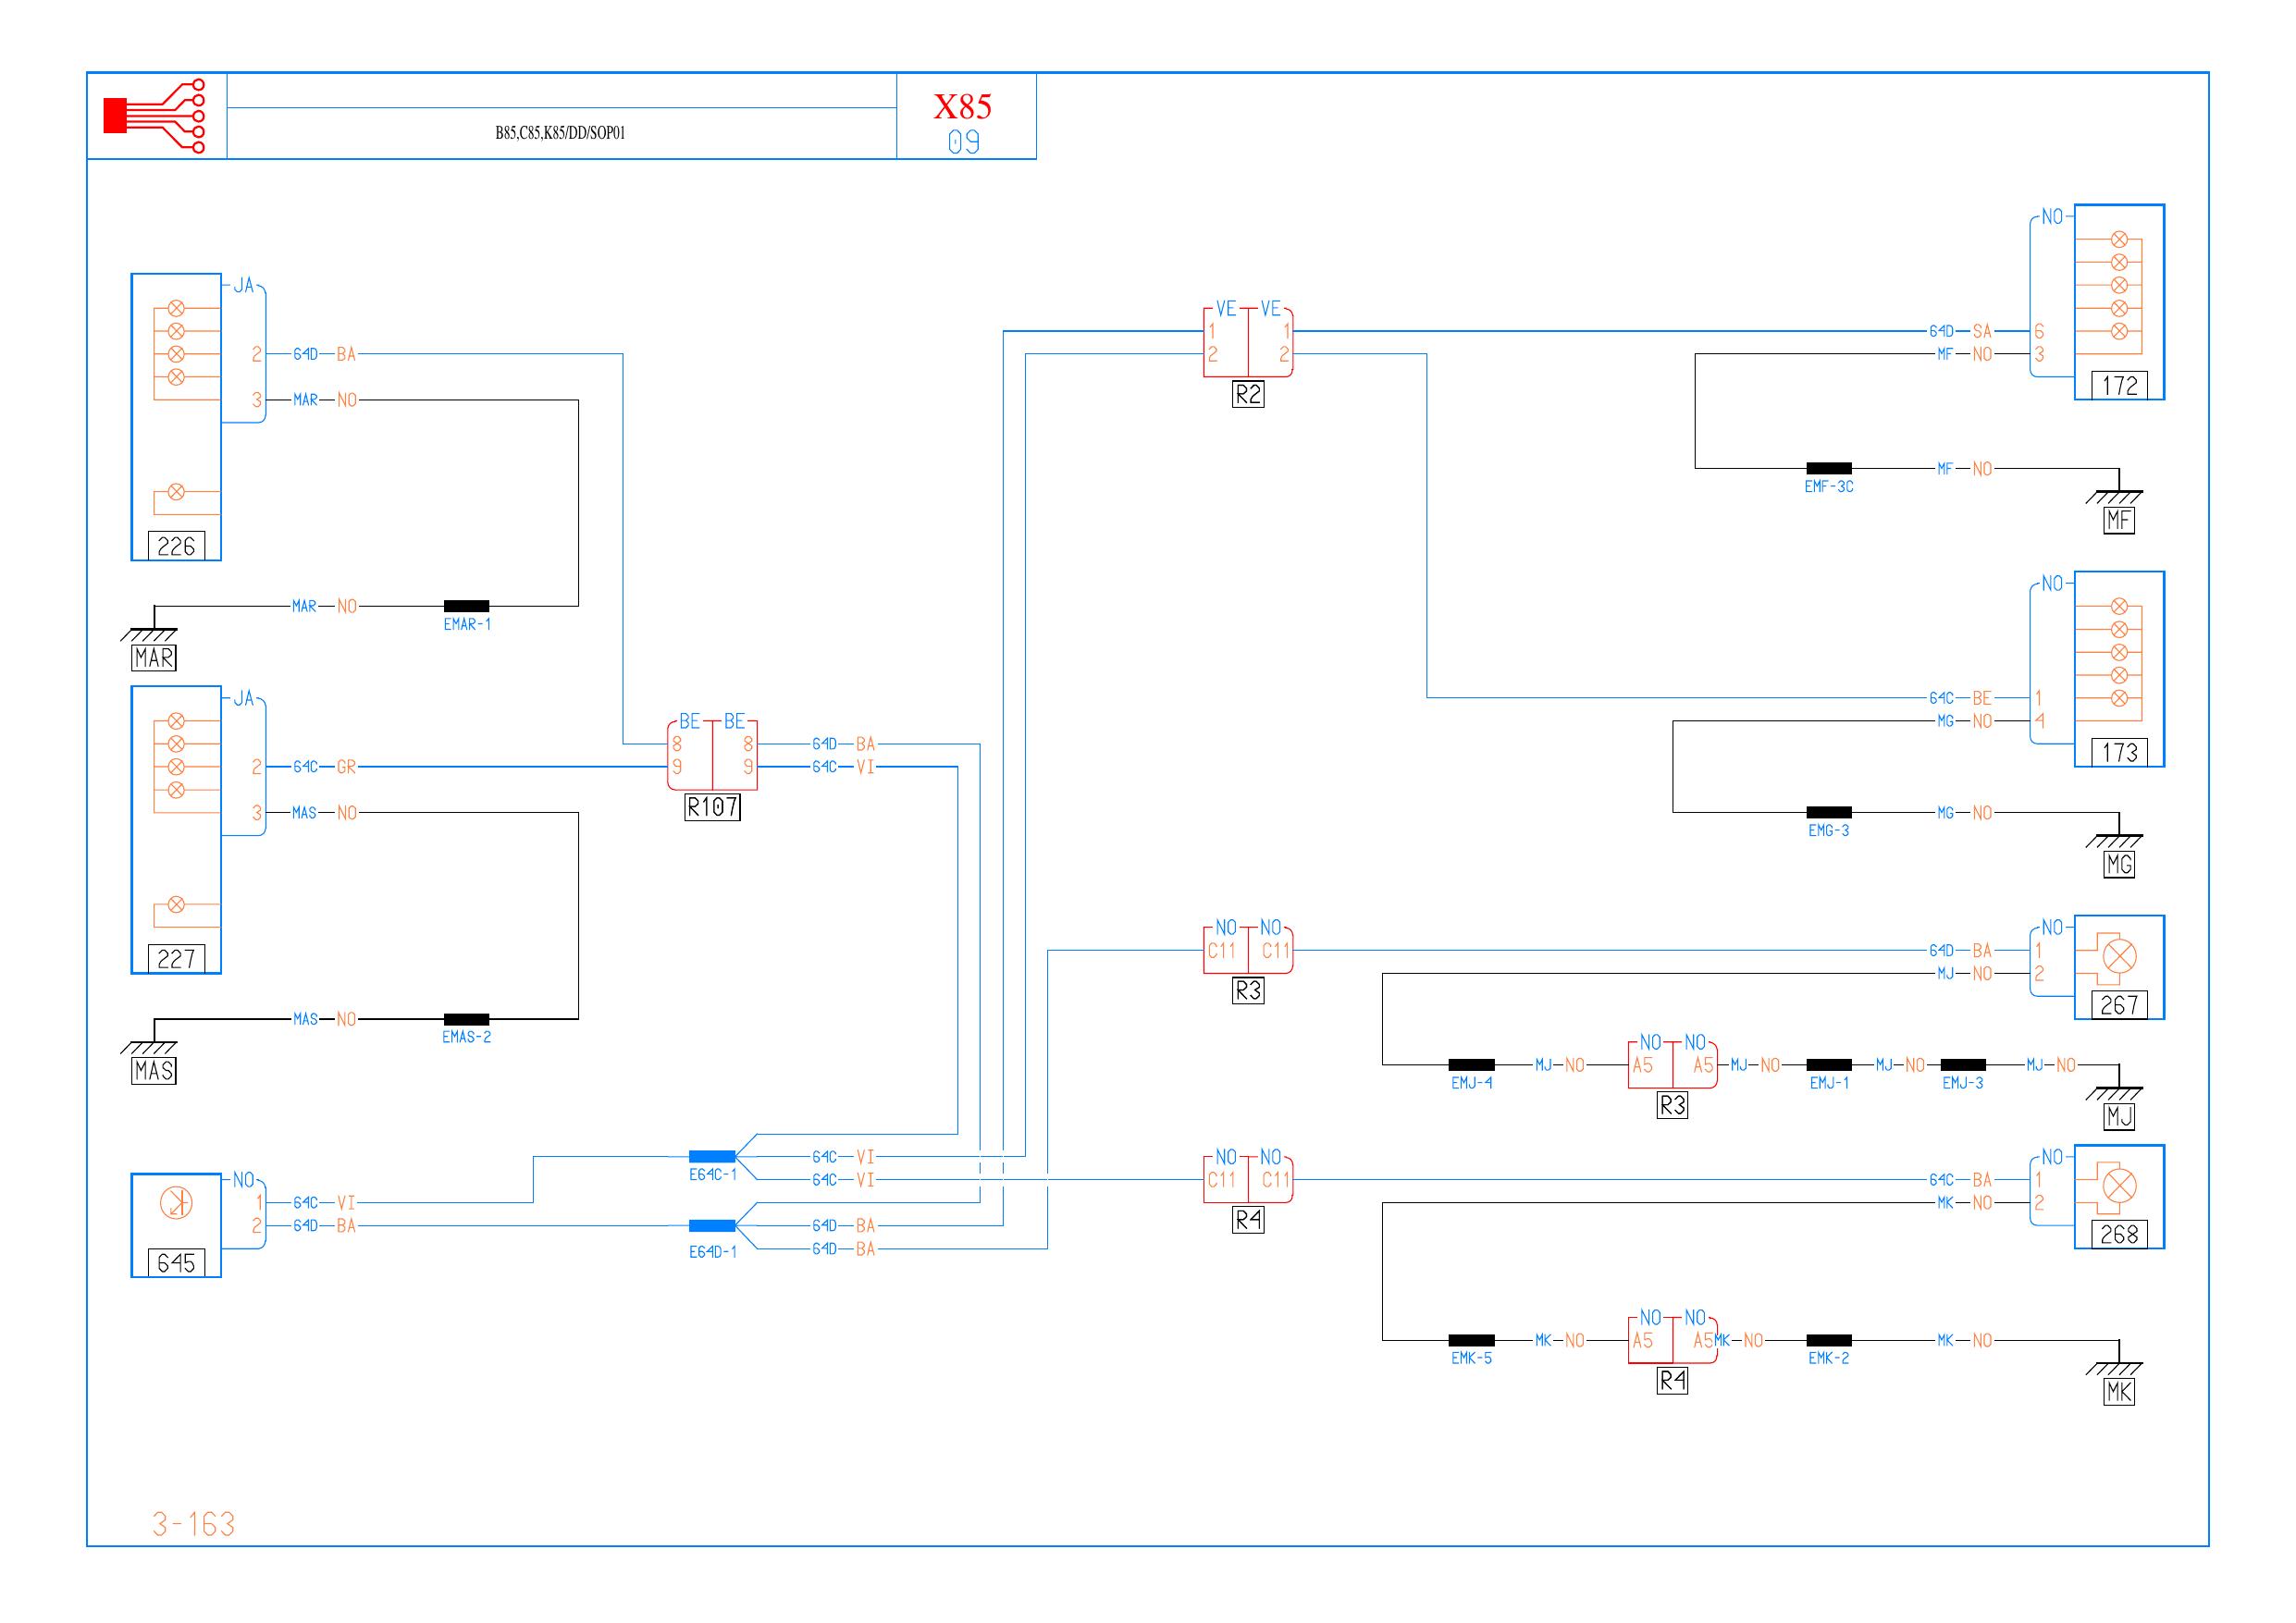 X85
B85,C85,K85/DD/SOP01
09
NO
JA
VE VE
1 1 64D SA 6
2 64D BA 2 2 MF NO 3
172
R2
3 MAR NO
MF NO
EMF-3C
MF
226
NO
MAR NO
EMAR-1
MAR
JA
64C BE 1
BE BE MG NO 4
8 8 64D BA
173
2 64C GR 9 9 64C VI
R107
3 MAS NO
MG NO
EMG-3
MG
NO NO NO
C11 C11 64D BA 1
227
MJ NO 2
R3
267
MAS NO
EMAS-2
NO NO
MAS
A5 A5
MJ NO MJ NO MJ NO MJ NO
EMJ-4 EMJ-1 EMJ-3
R3
MJ
64C VI NO NO NO
E64C-1
NO 64C VI C11 C11 64C BA 1
1 64C VI MK NO 2
2 64D BA 64D BA
R4
268
E64D-1 64D BA
645
NO NO
MK NO A5 A5 MK NO MK NO
EMK-5 EMK-2
R4
MK
3-163